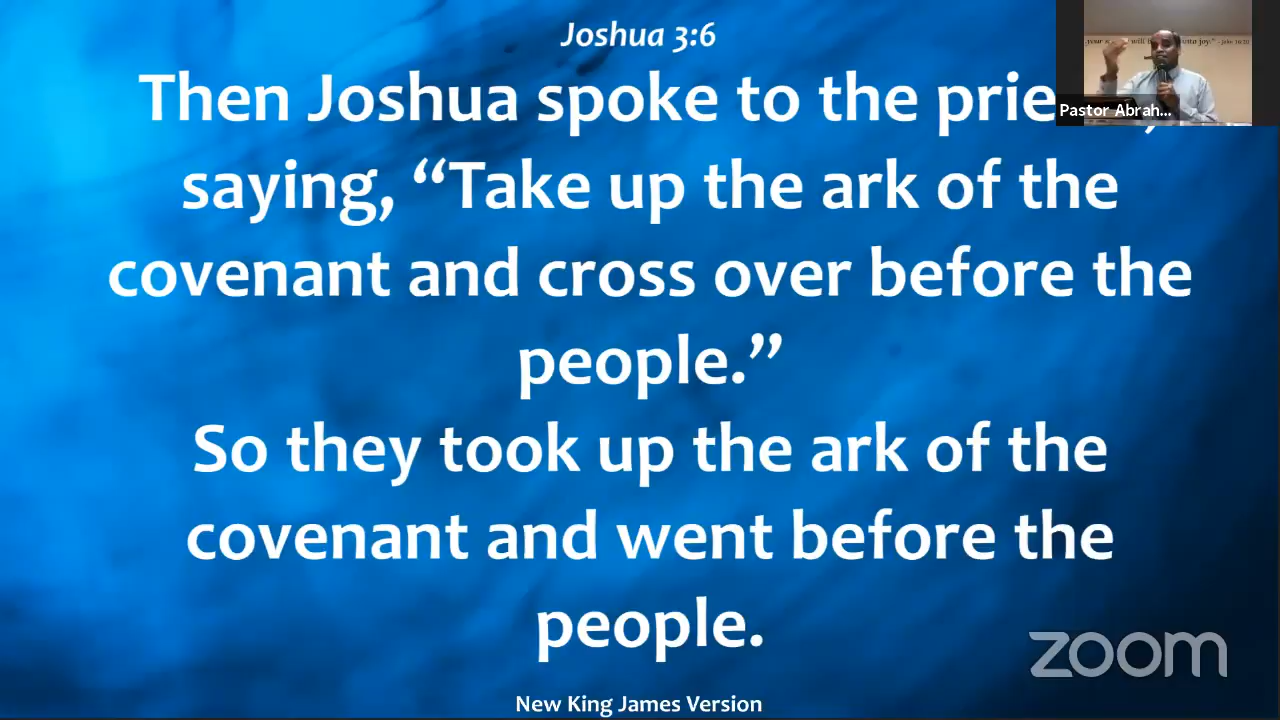 Joshua 3:6
Then Joshua spoke to the
saying, “Take up the ark of the
covenant and cross over before the
people.”
So they took up the ark of the
covenant and went before the
people.
New King James Version
Pastor Abrah...
zoom